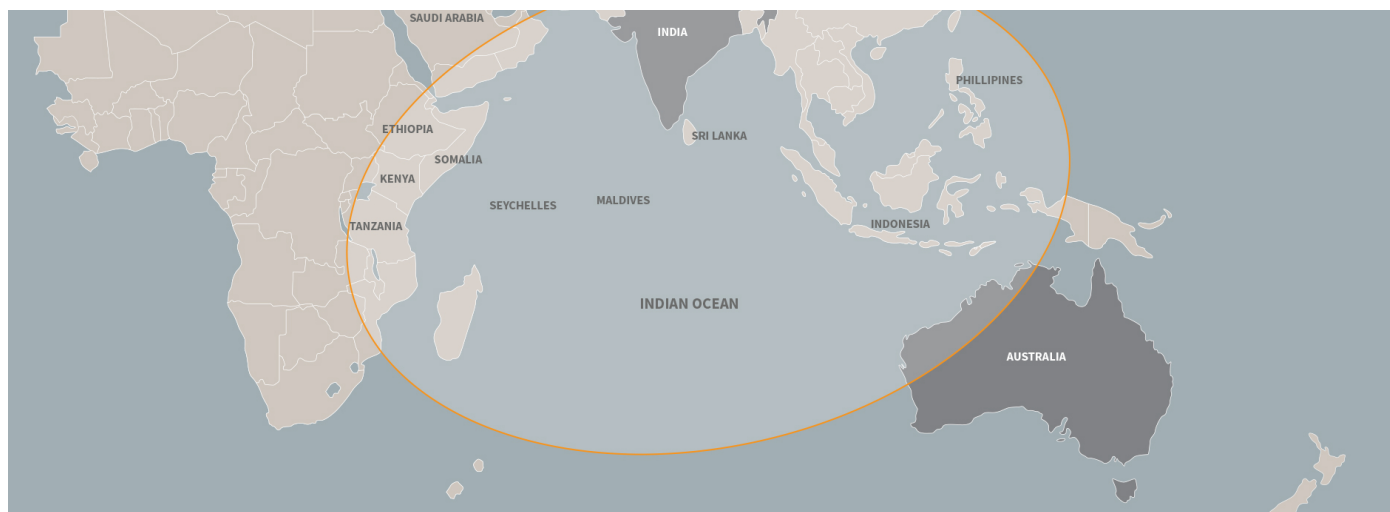 SAUDI ARABIA
INDIA
PHILLIPINES
ETHIOPIA
SRI LANKA
SOMALIA
KENYA
MALDIVES
SEYCHELLES
TANZANIA
INDONESIA
INDIAN OCEAN
AUSTRALIA